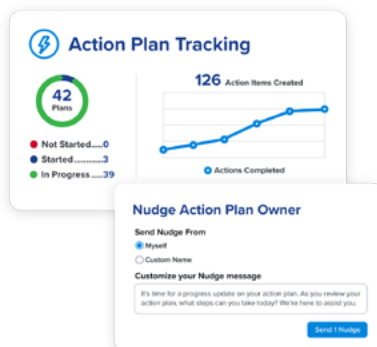 Action Plan Tracking
42
Plans
126 Action Items Created
Not Started.....0
Started............3
In Progress.....39
Actions Completed
Nudge Action Plan Owner
Send Nudge From
Myself
Custom Name
Customize your Nudge message
It's time for a progress update on your action plan. As you review your
action plan, what steps can you take today? We're here to assist you.
Send 1 Nudge